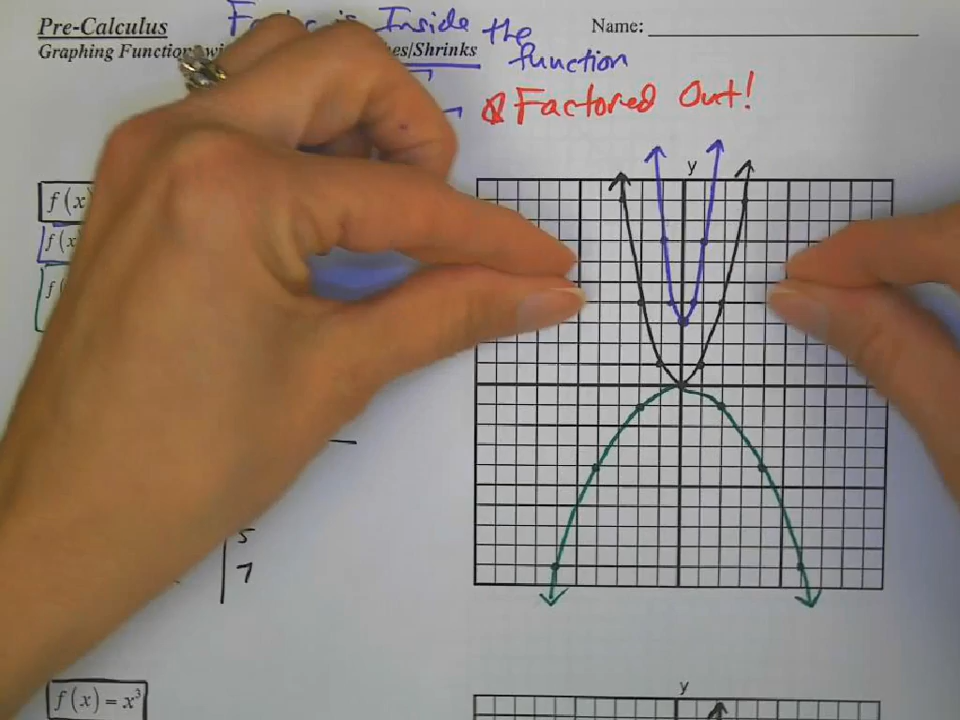 Pre-Calculus
Name:
Inside the
Graphing Function
es/Shrinks
function
Factored Out!
f(x
f(x
f(
y
5
7
f(x) = x³
y